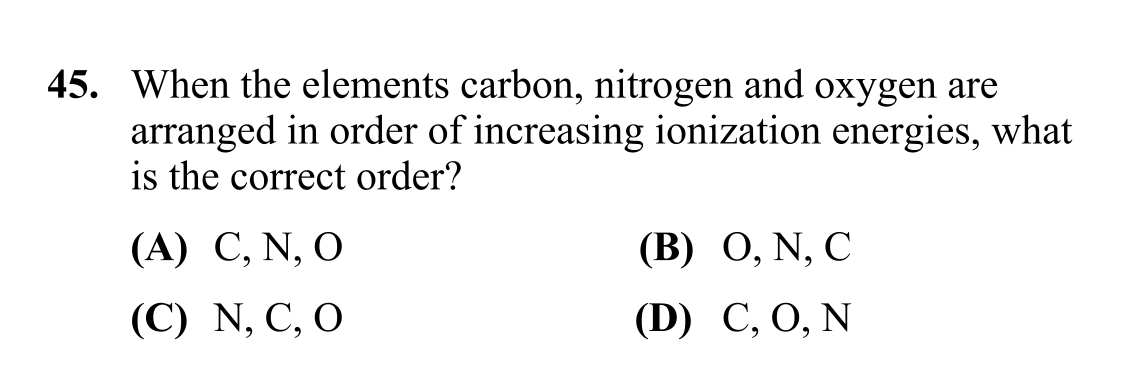 45. When the elements carbon, nitrogen and oxygen are
arranged in order of increasing ionization energies, what
is the correct order?
(A) C, N, O (B) O, N, C
(C) N, C, O (D) C, O, N